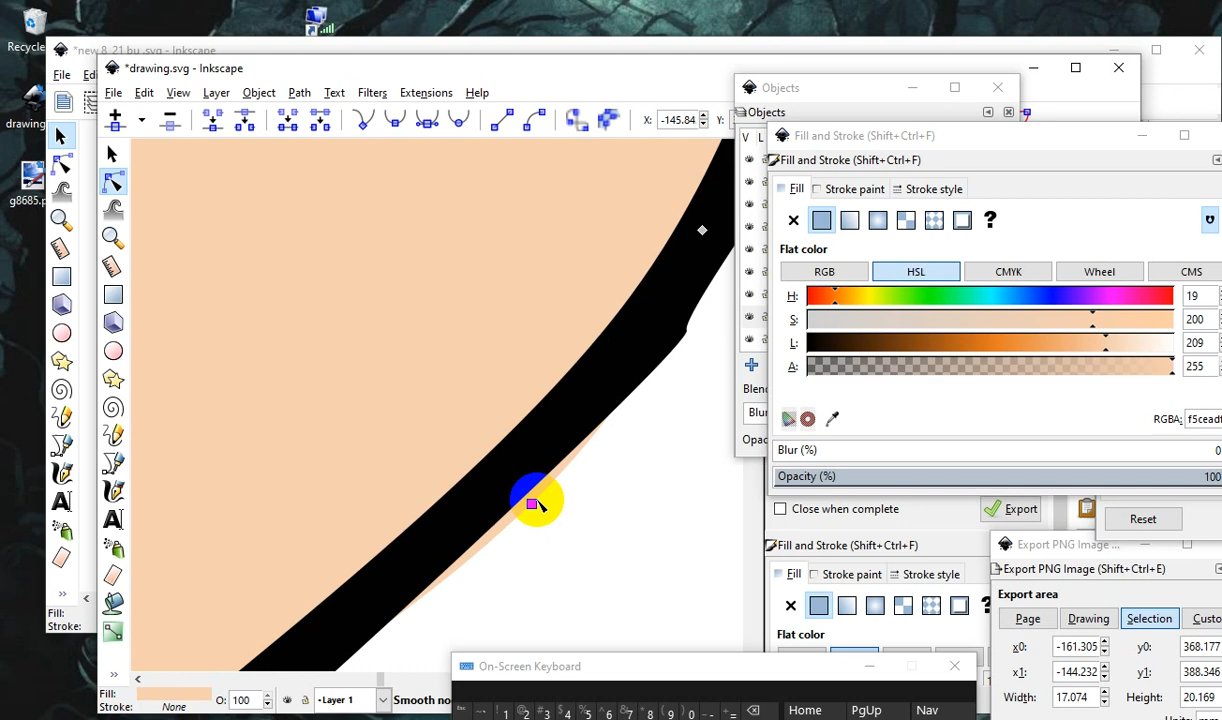 Recycle
drawing
g8685.p
*new 8_21 bu .svg - Inkscape
File Ed
*drawing.svg - Inkscape
File Edit View Layer Object Path Text Filters Extensions Help
X: -145.84 Y:
Objects
Objects
V L
Blen
Blur
Opac
Fill and Stroke (Shift+Ctrl+F)
Fill and Stroke (Shift+Ctrl+F)
Fill Stroke paint Stroke style
Flat color
RGB HSL CMYK Wheel CMS
H: 19
S: 200
L: 209
A: 255
RGBA: f5ceadf
Blur (%) 0
Opacity (%) 100
Close when complete Export
Reset
Fill and Stroke (Shift+Ctrl+F)
Fill Stroke paint Stroke style
Flat color
Export PNG Image ...
Export PNG Image (Shift+Ctrl+E)
Export area
Page Drawing Selection Custo
x0: -161.305 y0: 368.177
x1: -144.232 y1: 388.346
Width: 17.074 Height: 20.169
Fill:
Stroke:
Fill:
Stroke: None O: 100 Layer 1 Smooth no
On-Screen Keyboard
Home PgUp Nav